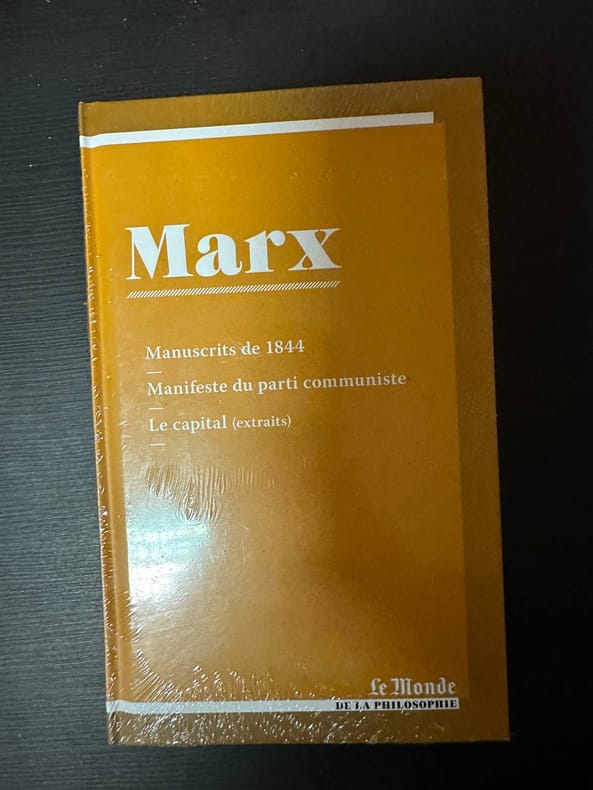 Marx
Manuscrits de 1844
Manifeste du parti communiste
Le capital (extraits)
Le Monde
DE LA PHILOSOPHIE